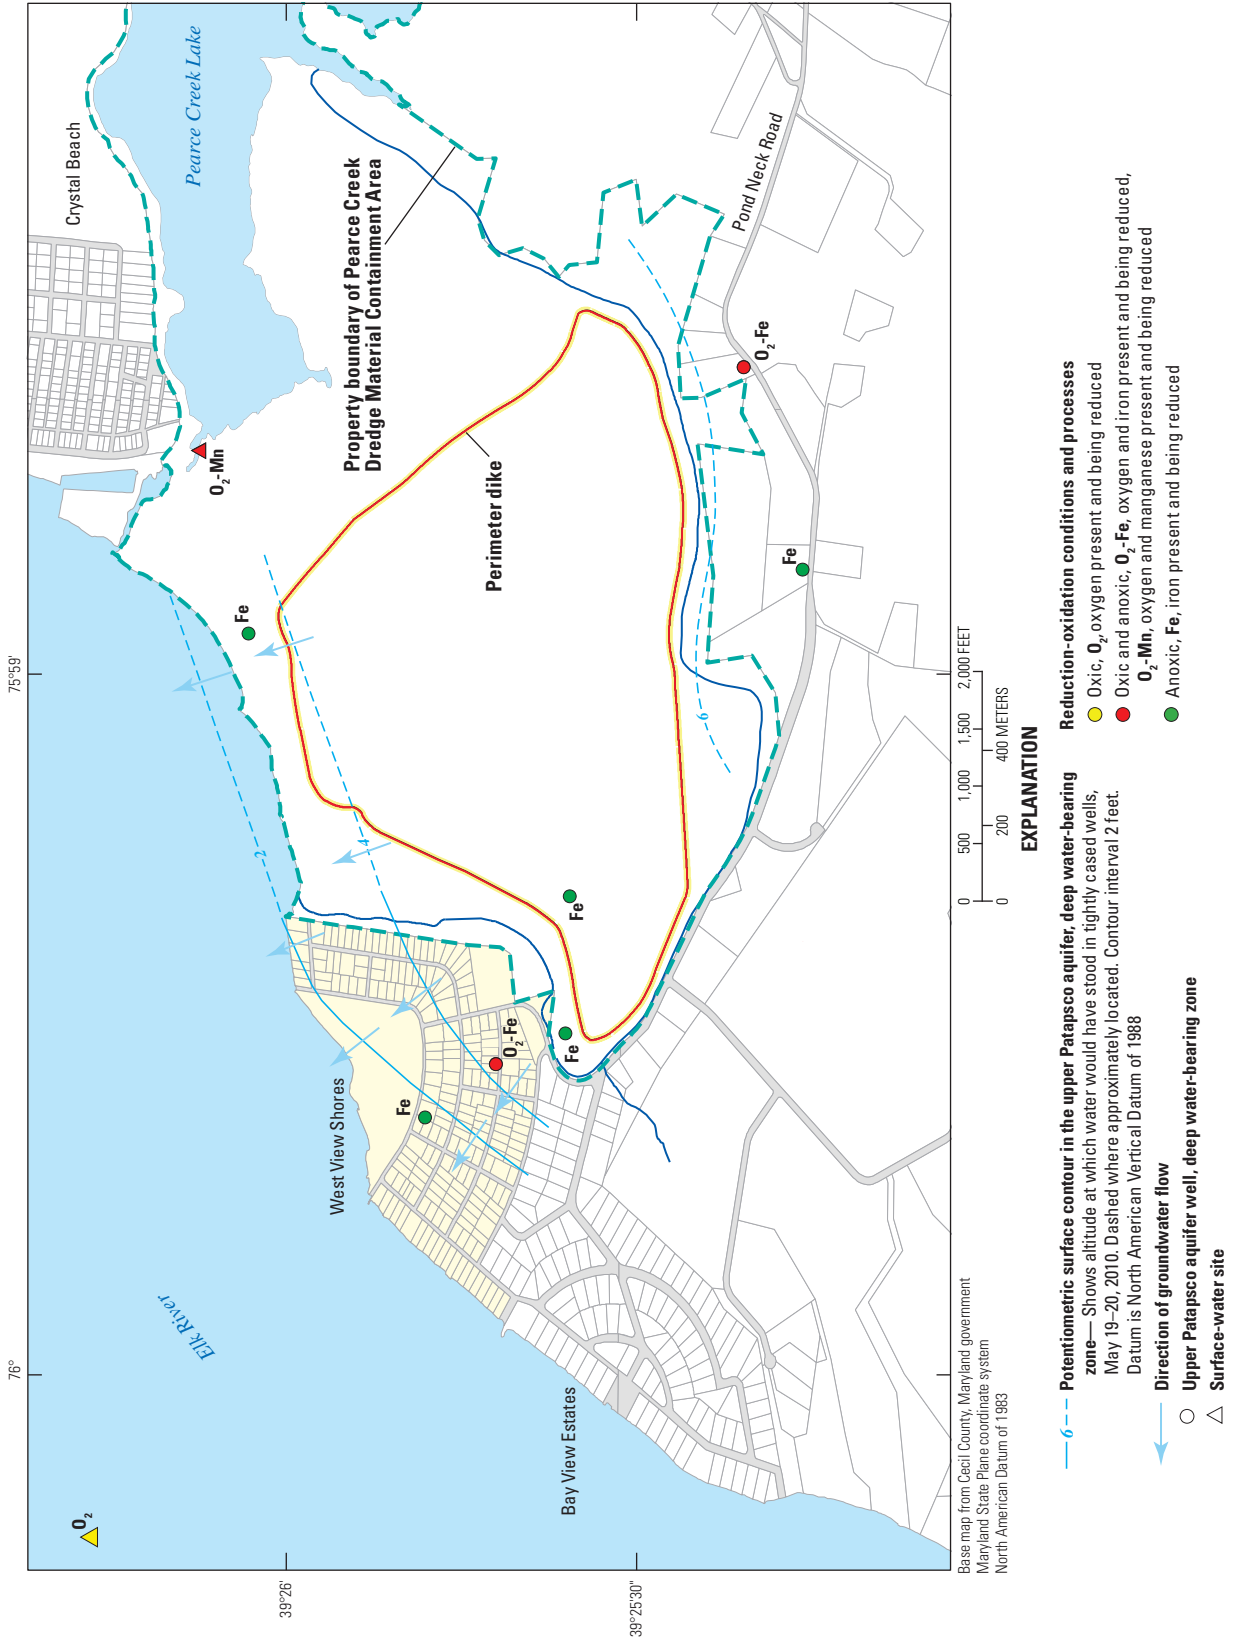 76°
75°59'
39°26'
39°25'30"
Crystal Beach
Pearce Creek Lake
Property boundary of Pearce Creek
Dredge Material Containment Area
O₂-Mn
Perimeter dike
Pond Neck Road
O₂-Fe
Fe
Fe
Fe
Fe
O₂-Fe
Fe
2
4
6
West View Shores
Elk River
Bay View Estates
O₂
Base map from Cecil County, Maryland government
Maryland State Plane coordinate system
North American Datum of 1983
0 500 1,000 1,500 2,000 FEET
0 200 400 METERS
EXPLANATION
6 Potentiometric surface contour in the upper Patapsco aquifer, deep water-bearing
zone— Shows altitude at which water would have stood in tightly cased wells,
May 19–20, 2010. Dashed where approximately located. Contour interval 2 feet.
Datum is North American Vertical Datum of 1988
Direction of groundwater flow
Upper Patapsco aquifer well, deep water-bearing zone
Surface-water site
Reduction-oxidation conditions and processes
Oxic, O₂, oxygen present and being reduced
Oxic and anoxic, O₂-Fe, oxygen and iron present and being reduced,
O₂-Mn, oxygen and manganese present and being reduced
Anoxic, Fe, iron present and being reduced